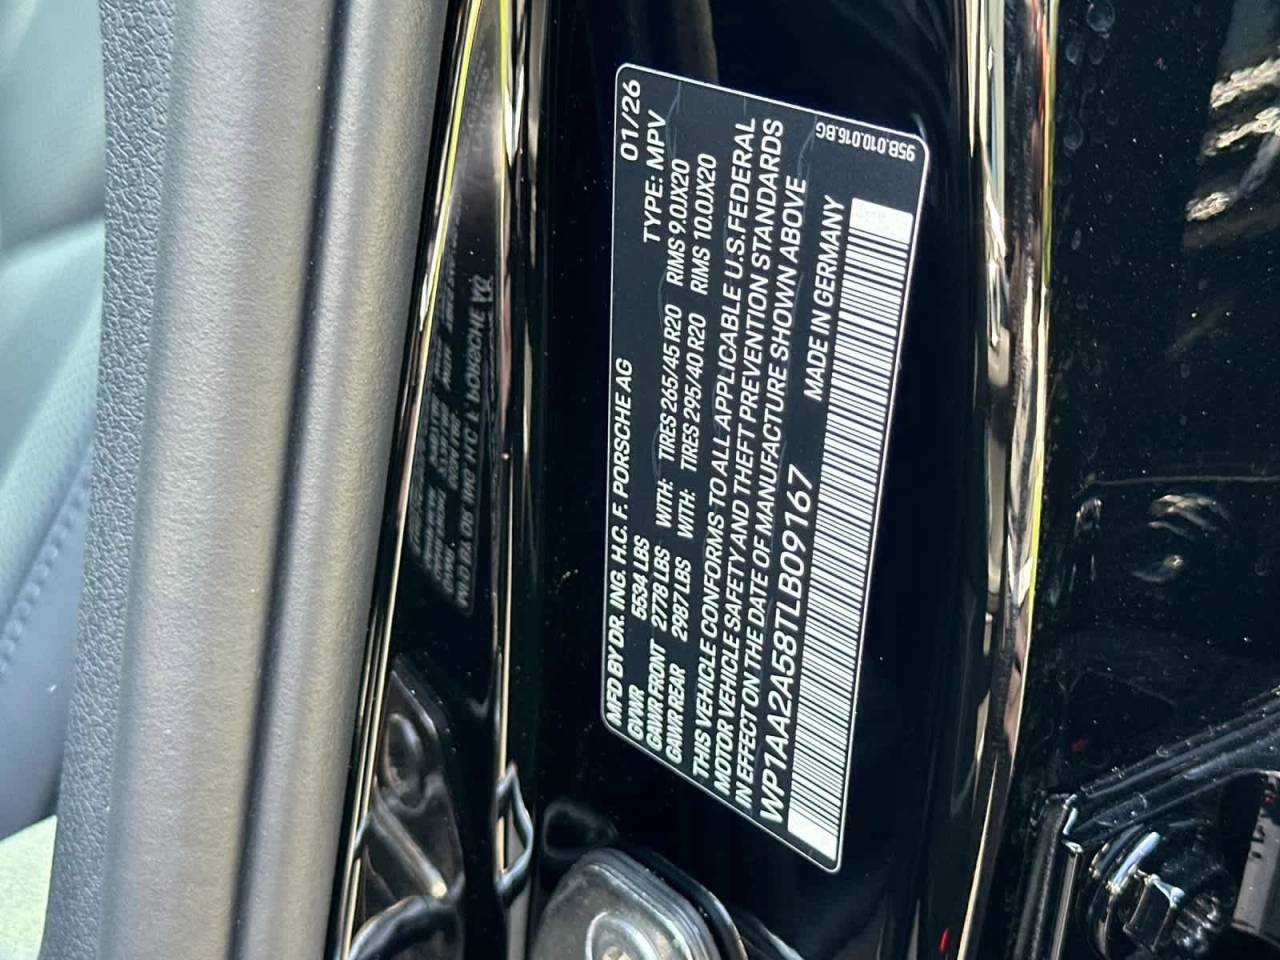 MFD BY DR. ING. H.C. F. PORSCHE AG 01/26
GVWR 5534 LBS TYPE: MPV
GAWR FRONT 2778 LBS WITH: TIRES 265/45 R20 RIMS 9.0JX20
GAWR REAR 2987 LBS WITH: TIRES 295/40 R20 RIMS 10.0JX20
THIS VEHICLE CONFORMS TO ALL APPLICABLE U.S.FEDERAL
MOTOR VEHICLE SAFETY AND THEFT PREVENTION STANDARDS
IN EFFECT ON THE DATE OF MANUFACTURE SHOWN ABOVE
WP1AA2A58TLB09167 MADE IN GERMANY
95B.010.016.BG